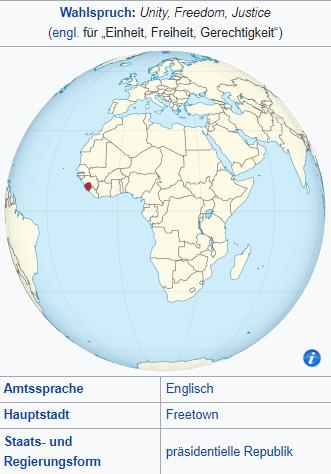 Wahlspruch: Unity, Freedom, Justice
(engl. für „Einheit, Freiheit, Gerechtigkeit“)
i
Amtssprache Englisch
Hauptstadt Freetown
Staats- und
Regierungsform präsidentielle Republik